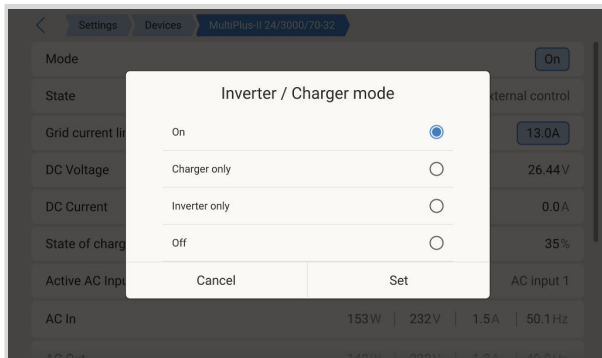 Settings Devices MultiPlus-II 24/3000/70-32
Mode On
Inverter / Charger mode
State xternal control
On
Grid current lir 13.0A
Charger only
DC Voltage 26.44V
Inverter only
DC Current 0.0A
Off
State of charg 35%
Cancel Set
Active AC Inpu AC input 1
AC In 153W 232V 1.5A 50.1Hz